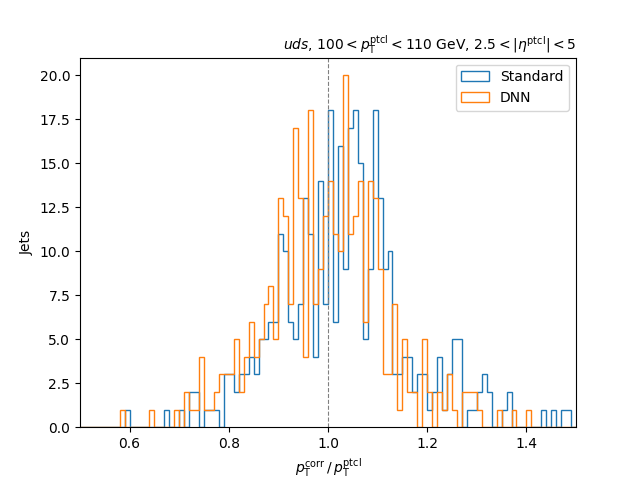 uds, 100 < p_T^ptcl < 110 GeV, 2.5 < |η^ptcl| < 5
Standard
DNN
20.0
17.5
15.0
12.5
10.0
7.5
5.0
2.5
0.0
Jets
0.6 0.8 1.0 1.2 1.4
p_T^corr / p_T^ptcl